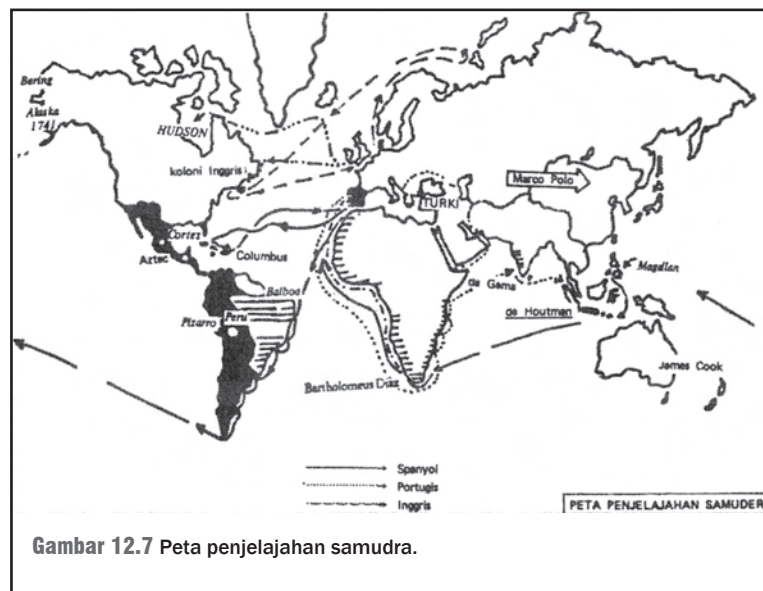 Bering
Alaska
1741
HUDSON
koloni Inggris
Marco Polo
TURKI
Cortez
Aztec
Columbus
Balboa
Magellan
de Gama
de Houtman
Pizarro
Peru
James Cook
Bartholomeus Diaz
Spanyol
Portugis
Inggris
PETA PENJELAJAHAN SAMUDER
Gambar 12.7 Peta penjelajahan samudra.